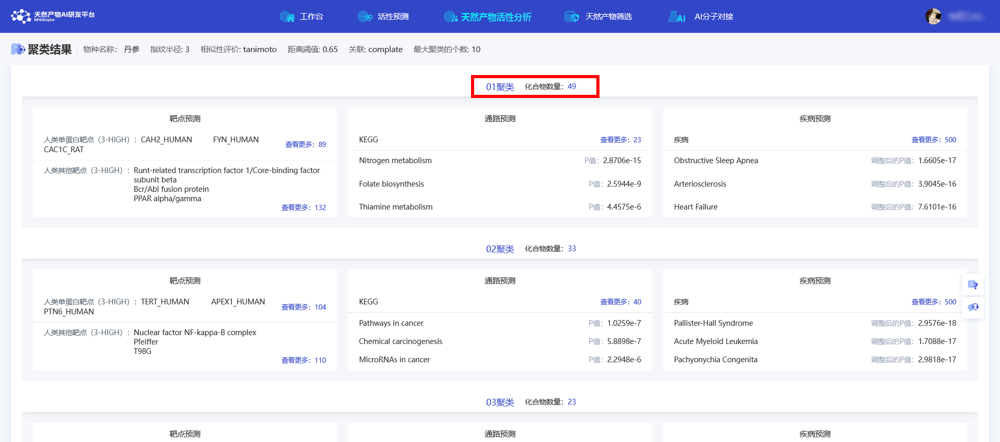 天然产物AI研发平台
NPAIEngine
工作台
活性预测
天然产物活性分析
天然产物筛选
AI分子对接
聚类结果
物种名称: 丹参 指纹半径: 3 相似性评价: tanimoto 距离阈值: 0.65 关联: complate 最大聚类的个数: 10
01聚类 化合物数量: 49
靶点预测
人类单蛋白靶点（3-HIGH）: CAH2_HUMAN FYN_HUMAN
CAC1C_RAT
查看更多: 89
人类其他靶点（3-HIGH）: Runt-related transcription factor 1/Core-binding factor
subunit beta
Bcr/Abl fusion protein
PPAR alpha/gamma
查看更多: 132
通路预测
KEGG 查看更多: 23
Nitrogen metabolism P值: 2.8706e-15
Folate biosynthesis P值: 2.5944e-9
Thiamine metabolism P值: 4.4575e-6
疾病预测
疾病 查看更多: 500
Obstructive Sleep Apnea 调整后的P值: 1.6605e-17
Arteriosclerosis 调整后的P值: 3.9045e-16
Heart Failure 调整后的P值: 7.6101e-16
02聚类 化合物数量: 33
靶点预测
人类单蛋白靶点（3-HIGH）: TERT_HUMAN APEX1_HUMAN
PTN6_HUMAN
查看更多: 104
人类其他靶点（3-HIGH）: Nuclear factor NF-kappa-B complex
Pfeiffer
T98G
查看更多: 110
通路预测
KEGG 查看更多: 40
Pathways in cancer P值: 1.0259e-7
Chemical carcinogenesis P值: 5.8898e-7
MicroRNAs in cancer P值: 2.2948e-6
疾病预测
疾病 查看更多: 500
Pallister-Hall Syndrome 调整后的P值: 2.9576e-18
Acute Myeloid Leukemia 调整后的P值: 1.7088e-17
Pachyonychia Congenita 调整后的P值: 2.9818e-17
03聚类 化合物数量: 23
靶点预测
通路预测
疾病预测